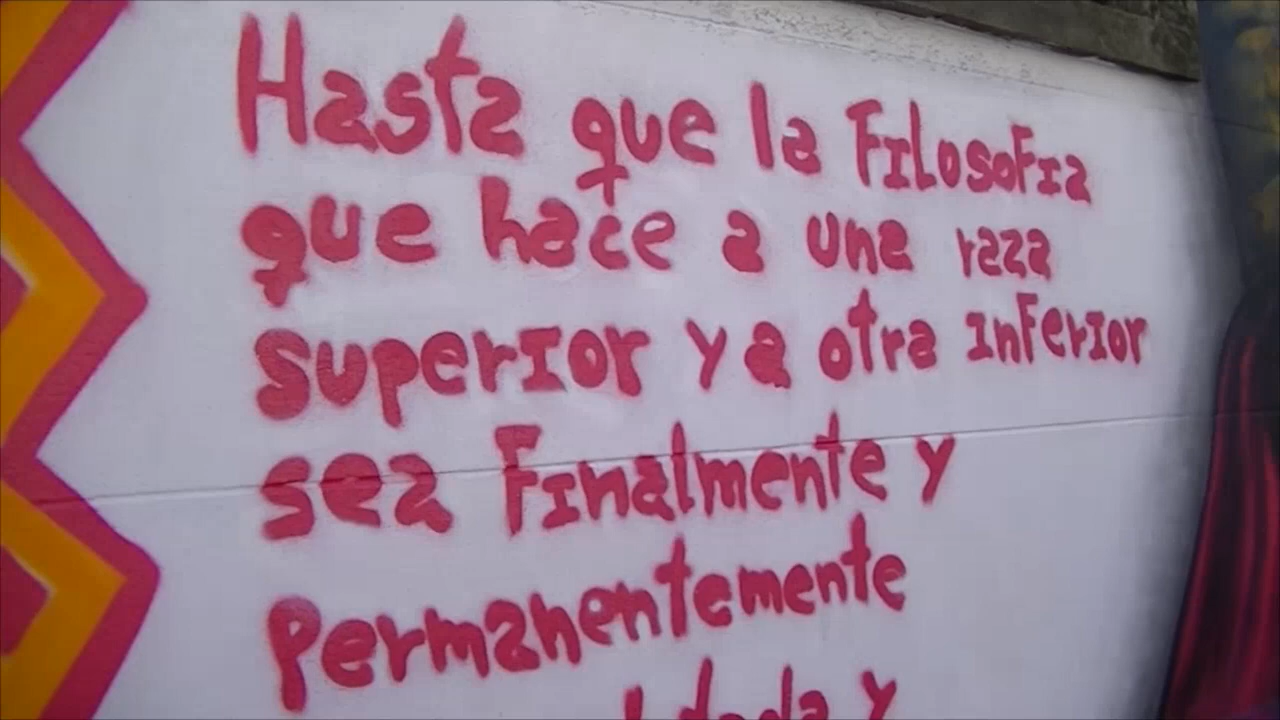 Hasta que la Filosofia
que hace a una raza
superior y a otra inferior
sea Finalmente y
permanentemente
y